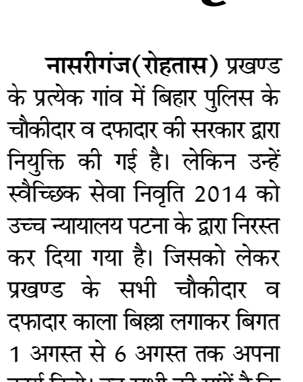 नासरीगंज(रोहतास) प्रखण्ड
के प्रत्येक गांव में बिहार पुलिस के
चौकीदार व दफादार की सरकार द्वारा
नियुक्ति की गई है। लेकिन उन्हें
स्वैच्छिक सेवा निवृति 2014 को
उच्च न्यायालय पटना के द्वारा निरस्त
कर दिया गया है। जिसको लेकर
प्रखण्ड के सभी चौकीदार व
दफादार काला बिल्ला लगाकर बिगत
1 अगस्त से 6 अगस्त तक अपना